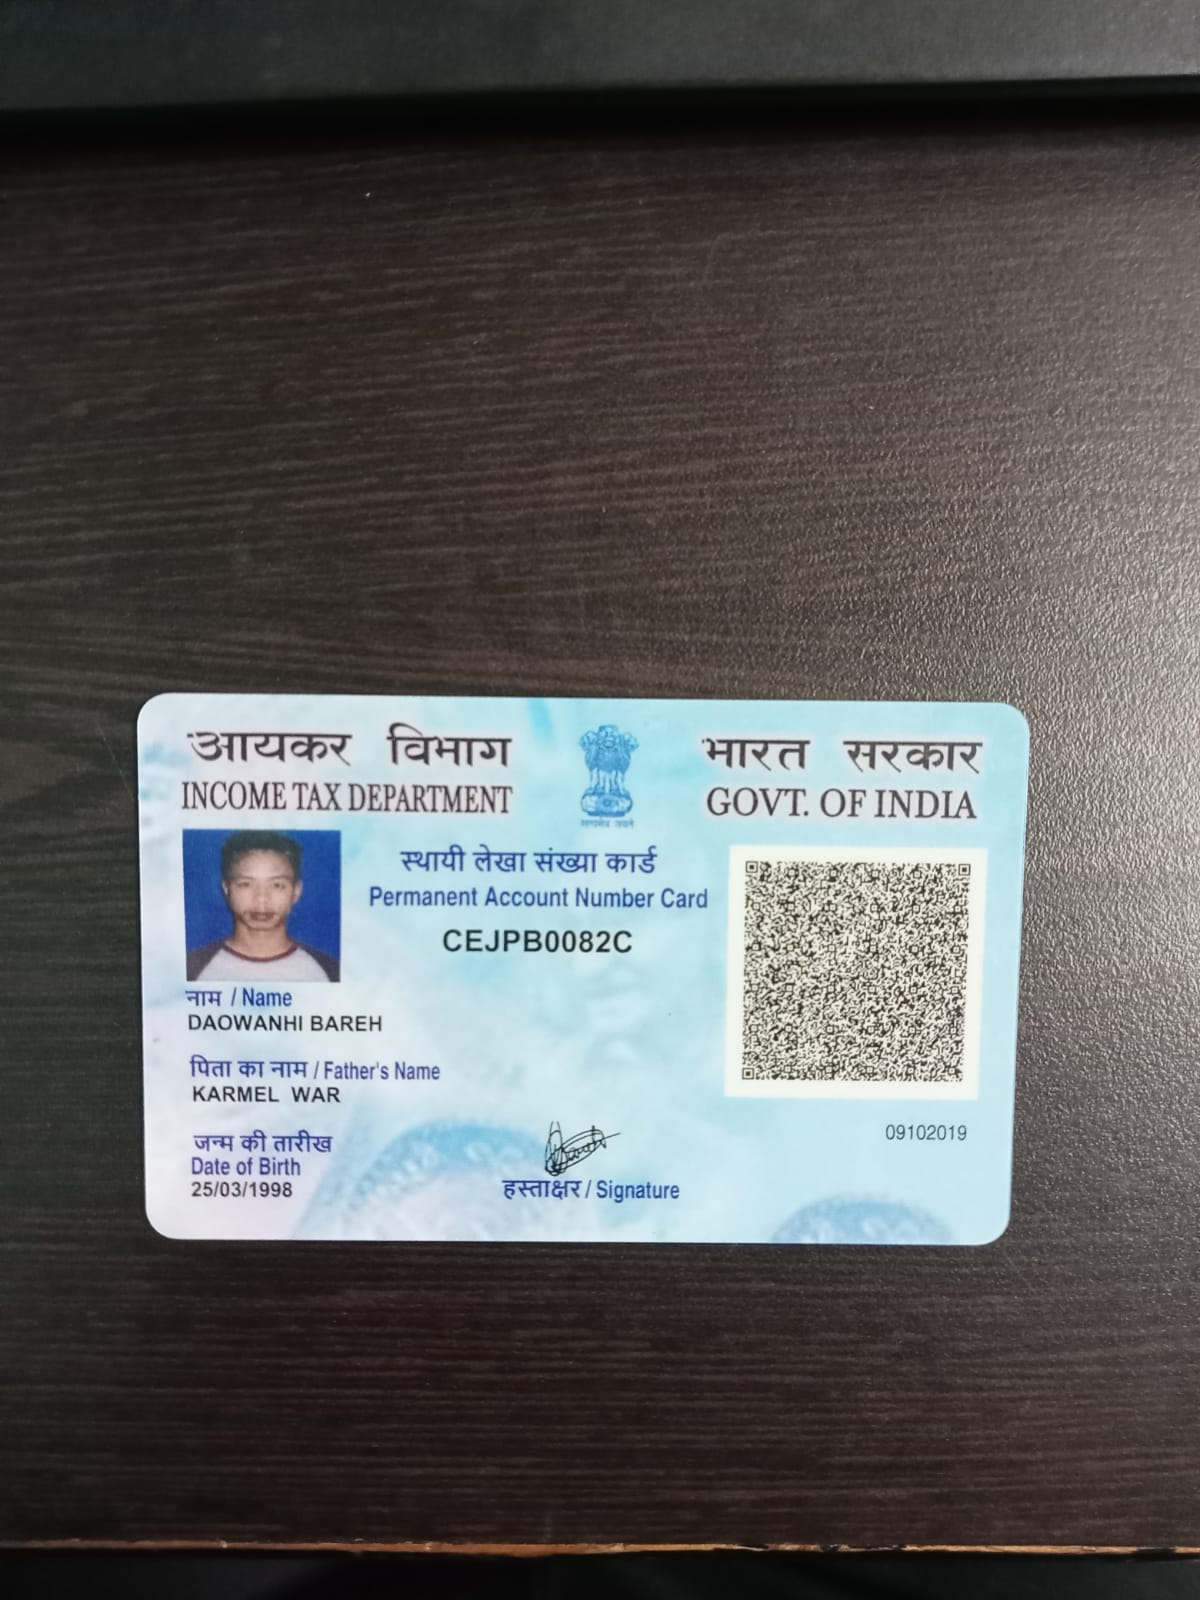 आयकर विभाग
INCOME TAX DEPARTMENT
भारत सरकार
GOVT. OF INDIA
सत्यमेव जयते
स्थायी लेखा संख्या कार्ड
Permanent Account Number Card
CEJPB0082C
नाम / Name
DAOWANHI BAREH
पिता का नाम / Father's Name
KARMEL WAR
जन्म की तारीख
Date of Birth
25/03/1998
हस्ताक्षर / Signature
09102019